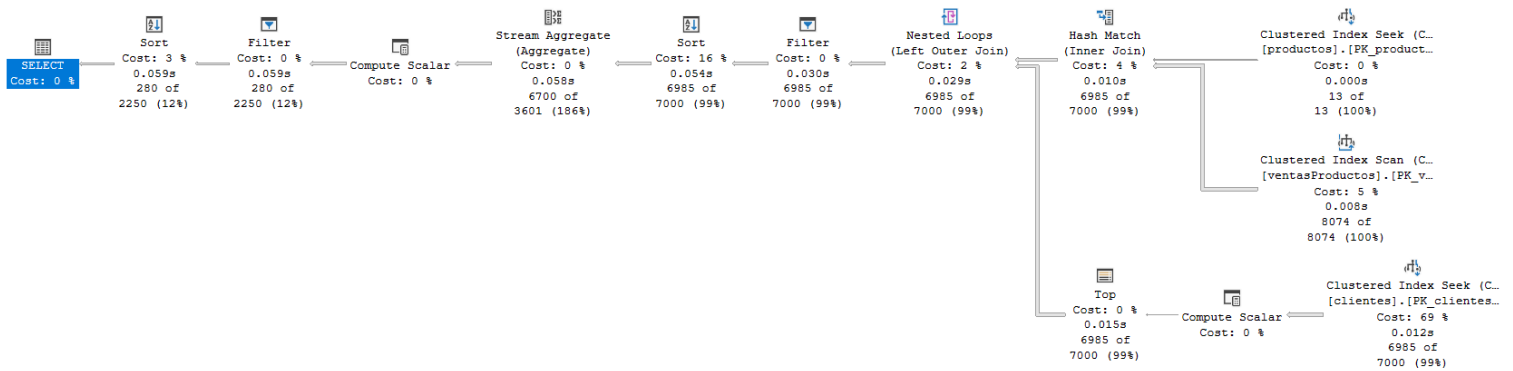 SELECT
Cost: 0 %
Sort
Cost: 3 %
0.059s
280 of
2250 (12%)
Filter
Cost: 0 %
0.059s
280 of
2250 (12%)
Compute Scalar
Cost: 0 %
Stream Aggregate
(Aggregate)
Cost: 0 %
0.058s
6700 of
3601 (186%)
Sort
Cost: 16 %
0.054s
6985 of
7000 (99%)
Filter
Cost: 0 %
0.030s
6985 of
7000 (99%)
Nested Loops
(Left Outer Join)
Cost: 2 %
0.029s
6985 of
7000 (99%)
Hash Match
(Inner Join)
Cost: 4 %
0.010s
6985 of
7000 (99%)
Clustered Index Seek (C…
[productos].[PK_product…
Cost: 0 %
0.000s
13 of
13 (100%)
Clustered Index Scan (C…
[ventasProductos].[PK_v…
Cost: 5 %
0.008s
8074 of
8074 (100%)
Top
Cost: 0 %
0.015s
6985 of
7000 (99%)
Compute Scalar
Cost: 0 %
Clustered Index Seek (C…
[clientes].[PK_clientes…
Cost: 69 %
0.012s
6985 of
7000 (99%)